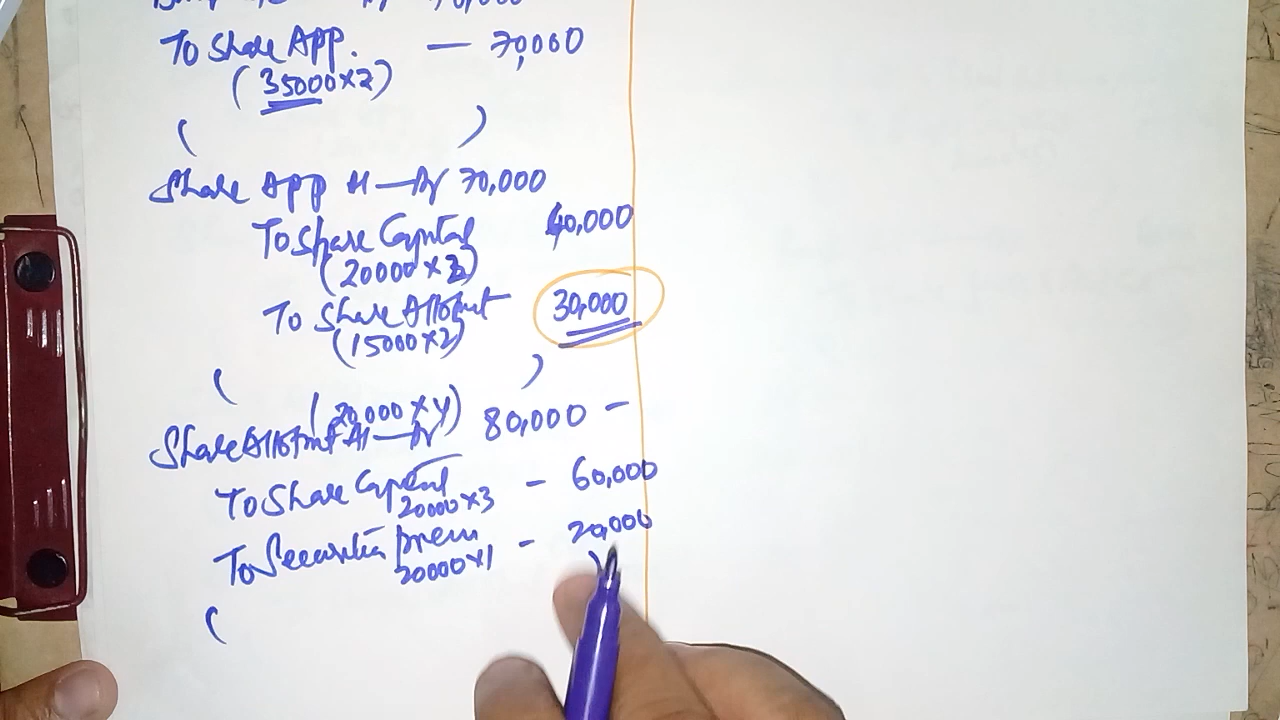 To Share App. — 70,000
(35000×2)
( )
Share App A — Dr 70,000
To Share Capital 40,000
(20000×2)
To Share Allotmt 30,000
(15000×2)
( )
(20,000×4)
Share Allotmt A — Dr 80,000 –
To Share Capital – 60,000
20000×3
To Securitis prem – 20,000
20000×1
( )